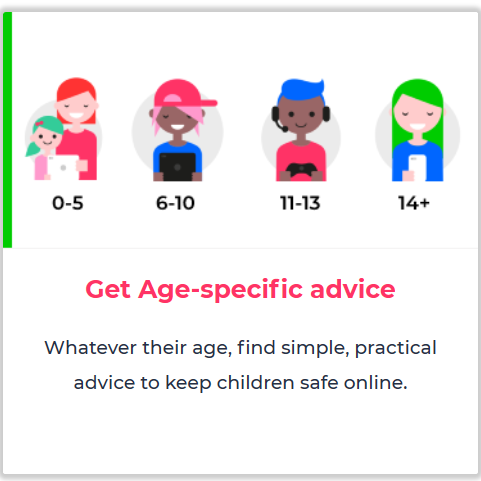 0-5 6-10 11-13 14+
Get Age-specific advice
Whatever their age, find simple, practical
advice to keep children safe online.